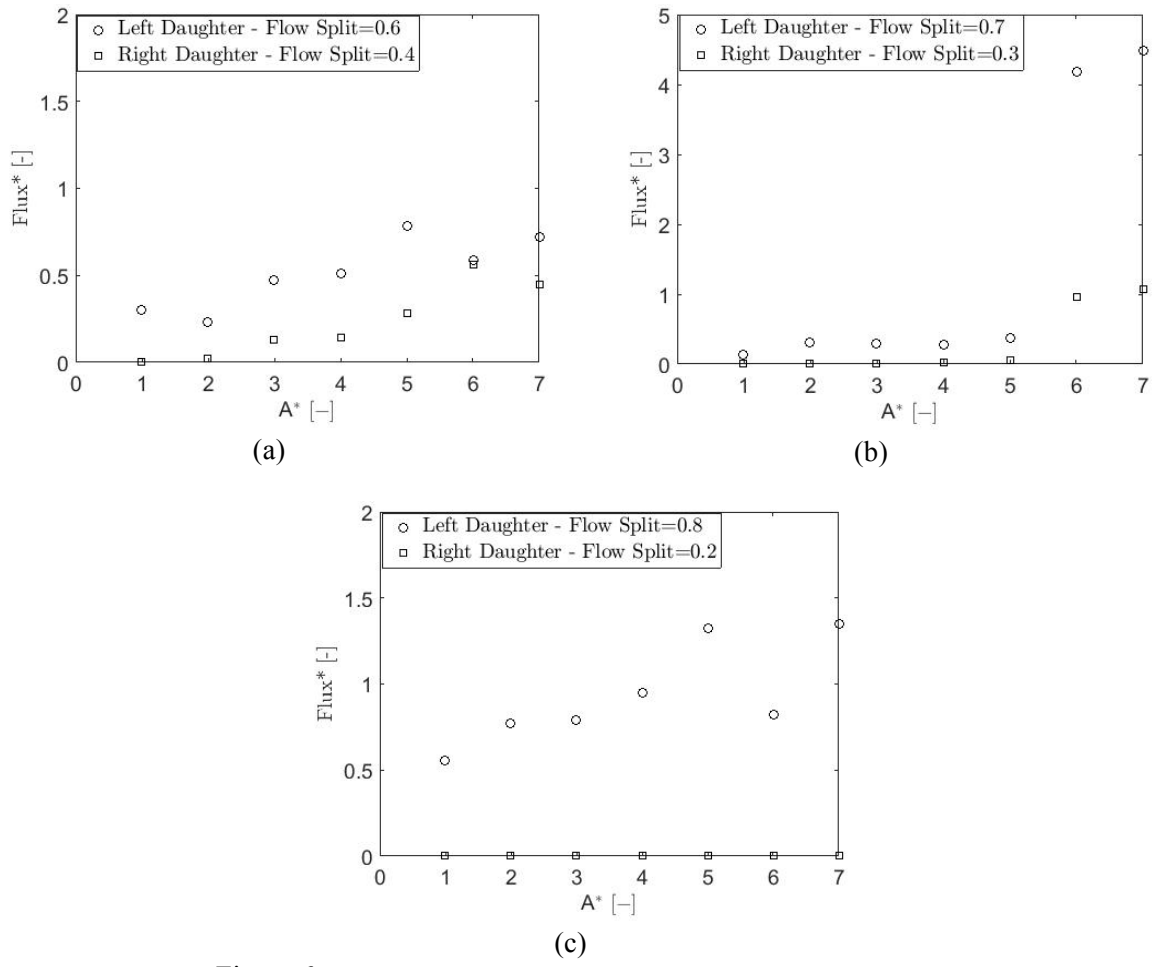 2
1.5
1
0.5
0
Left Daughter - Flow Split=0.6
Right Daughter - Flow Split=0.4
Flux* [-]
0 1 2 3 4 5 6 7
A* [−]
(a)
5
4
3
2
1
0
Left Daughter - Flow Split=0.7
Right Daughter - Flow Split=0.3
Flux* [-]
0 1 2 3 4 5 6 7
A* [−]
(b)
2
1.5
1
0.5
0
Left Daughter - Flow Split=0.8
Right Daughter - Flow Split=0.2
Flux* [-]
0 1 2 3 4 5 6 7
A* [−]
(c)